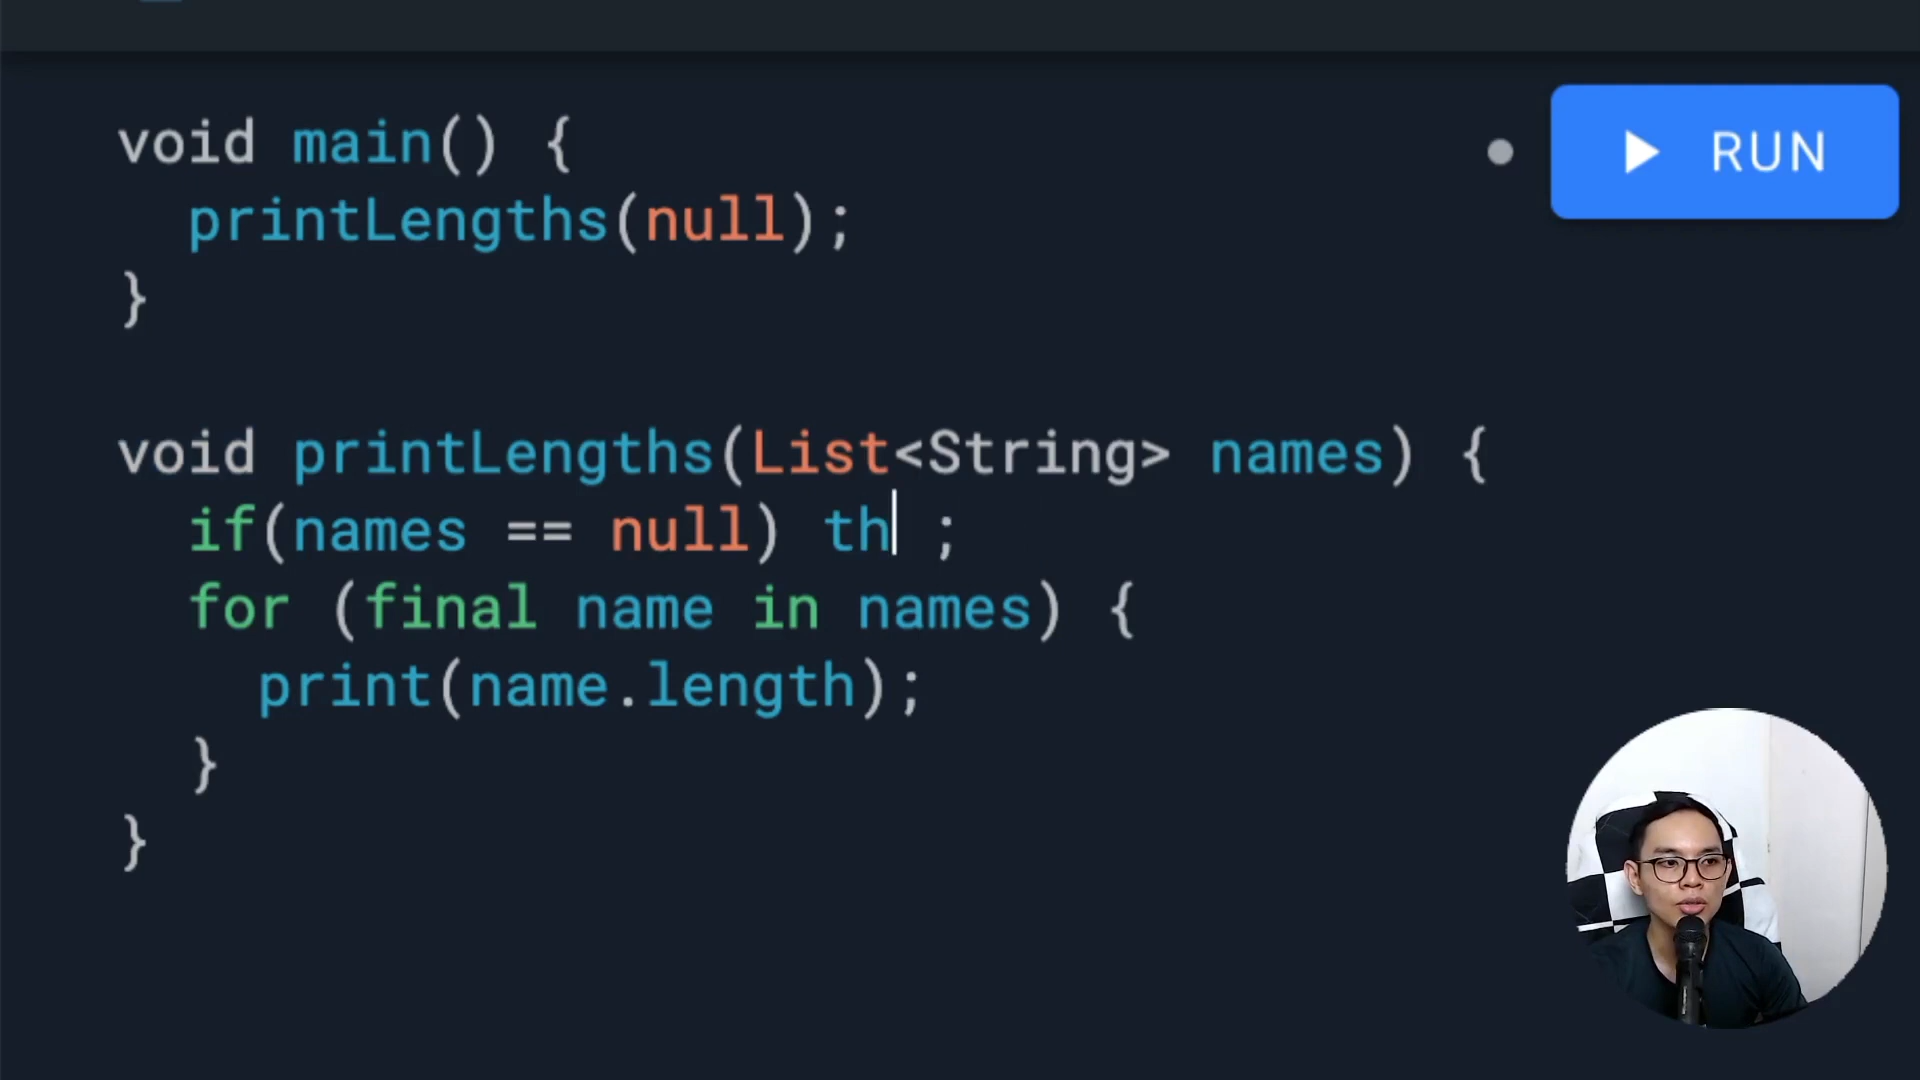 void main() {
RUN
printLengths(null);
}
void printLengths(List<String> names) {
if(names == null) th ;
for (final name in names) {
print(name.length);
}
}